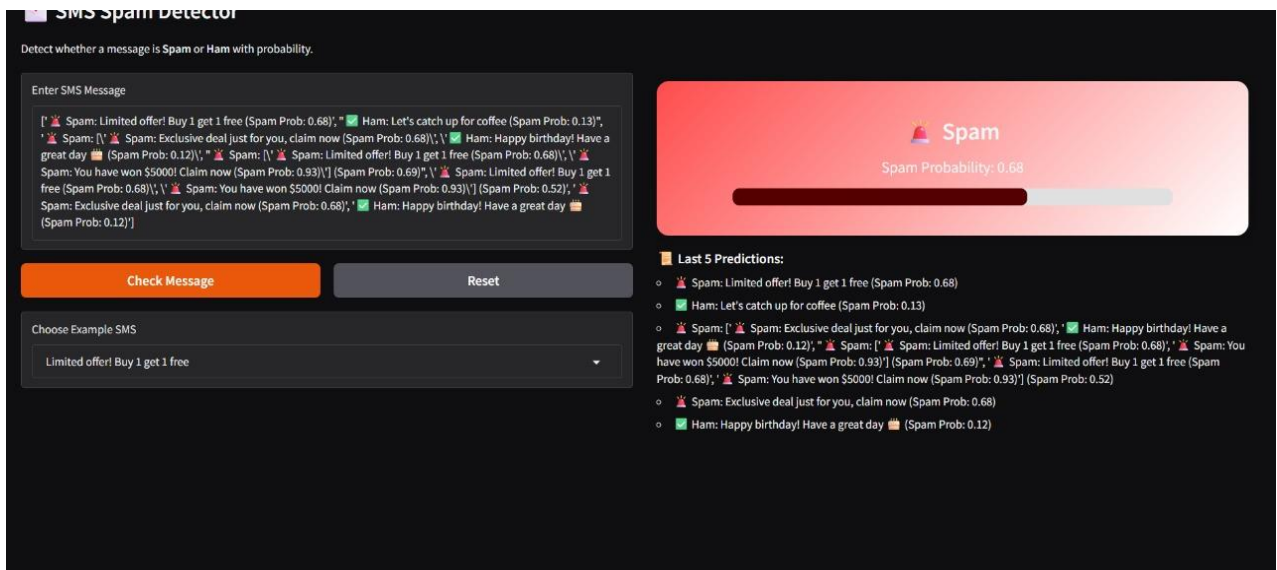 SMS Spam Detector
Detect whether a message is Spam or Ham with probability.
Enter SMS Message
['🚨 Spam: Limited offer! Buy 1 get 1 free (Spam Prob: 0.68)', "✅ Ham: Let's catch up for coffee (Spam Prob: 0.13)",
'🚨 Spam: [\'🚨 Spam: Exclusive deal just for you, claim now (Spam Prob: 0.68)\', \'✅ Ham: Happy birthday! Have a
great day 🎂 (Spam Prob: 0.12)\', "🚨 Spam: [\'🚨 Spam: Limited offer! Buy 1 get 1 free (Spam Prob: 0.68)\', \'🚨
Spam: You have won $5000! Claim now (Spam Prob: 0.93)\'] (Spam Prob: 0.69)", \'🚨 Spam: Limited offer! Buy 1 get 1
free (Spam Prob: 0.68)\', \'🚨 Spam: You have won $5000! Claim now (Spam Prob: 0.93)\'] (Spam Prob: 0.52)', '🚨
Spam: Exclusive deal just for you, claim now (Spam Prob: 0.68)', '✅ Ham: Happy birthday! Have a great day 🎂
(Spam Prob: 0.12)']
Check Message
Reset
Choose Example SMS
Limited offer! Buy 1 get 1 free
🚨 Spam
Spam Probability: 0.68
📜 Last 5 Predictions:
🚨 Spam: Limited offer! Buy 1 get 1 free (Spam Prob: 0.68)
✅ Ham: Let's catch up for coffee (Spam Prob: 0.13)
🚨 Spam: ['🚨 Spam: Exclusive deal just for you, claim now (Spam Prob: 0.68)', '✅ Ham: Happy birthday! Have a
great day 🎂 (Spam Prob: 0.12)', "🚨 Spam: ['🚨 Spam: Limited offer! Buy 1 get 1 free (Spam Prob: 0.68)', '🚨 Spam: You
have won $5000! Claim now (Spam Prob: 0.93)'] (Spam Prob: 0.69)", '🚨 Spam: Limited offer! Buy 1 get 1 free (Spam
Prob: 0.68)', '🚨 Spam: You have won $5000! Claim now (Spam Prob: 0.93)'] (Spam Prob: 0.52)
🚨 Spam: Exclusive deal just for you, claim now (Spam Prob: 0.68)
✅ Ham: Happy birthday! Have a great day 🎂 (Spam Prob: 0.12)